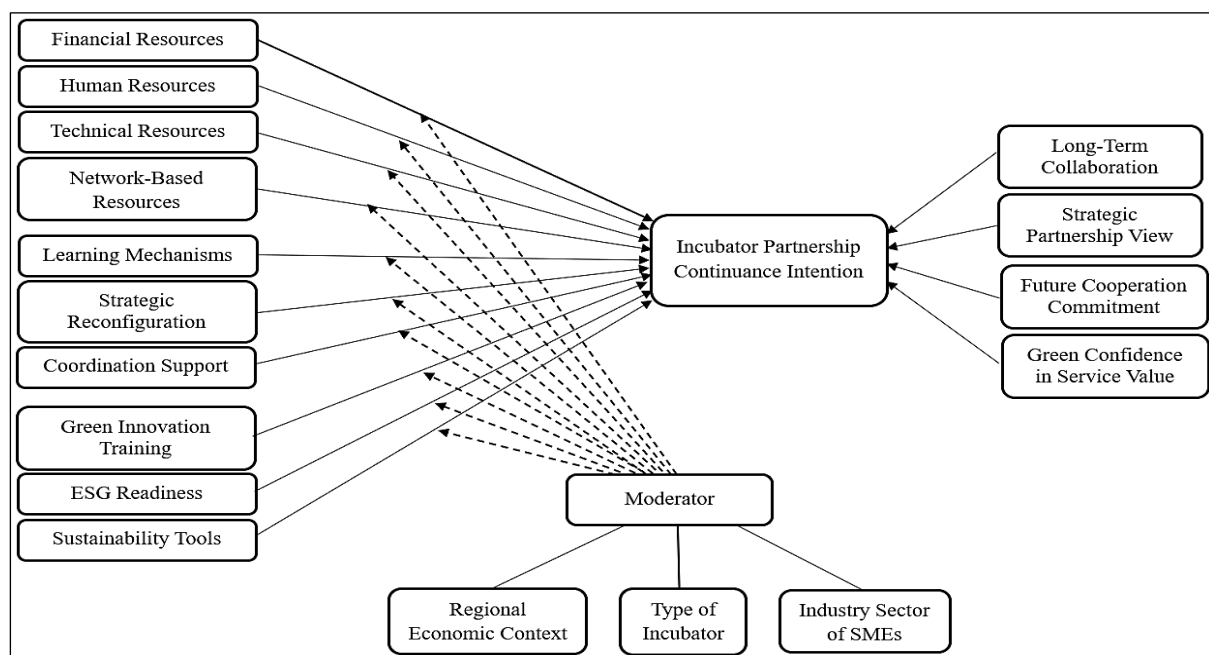 Financial Resources
Human Resources
Technical Resources
Network-Based
Resources
Learning Mechanisms
Strategic
Reconfiguration
Coordination Support
Green Innovation
Training
ESG Readiness
Sustainability Tools
Incubator Partnership
Continuance Intention
Long-Term
Collaboration
Strategic
Partnership View
Future Cooperation
Commitment
Green Confidence
in Service Value
Moderator
Regional
Economic Context
Type of
Incubator
Industry Sector
of SMEs